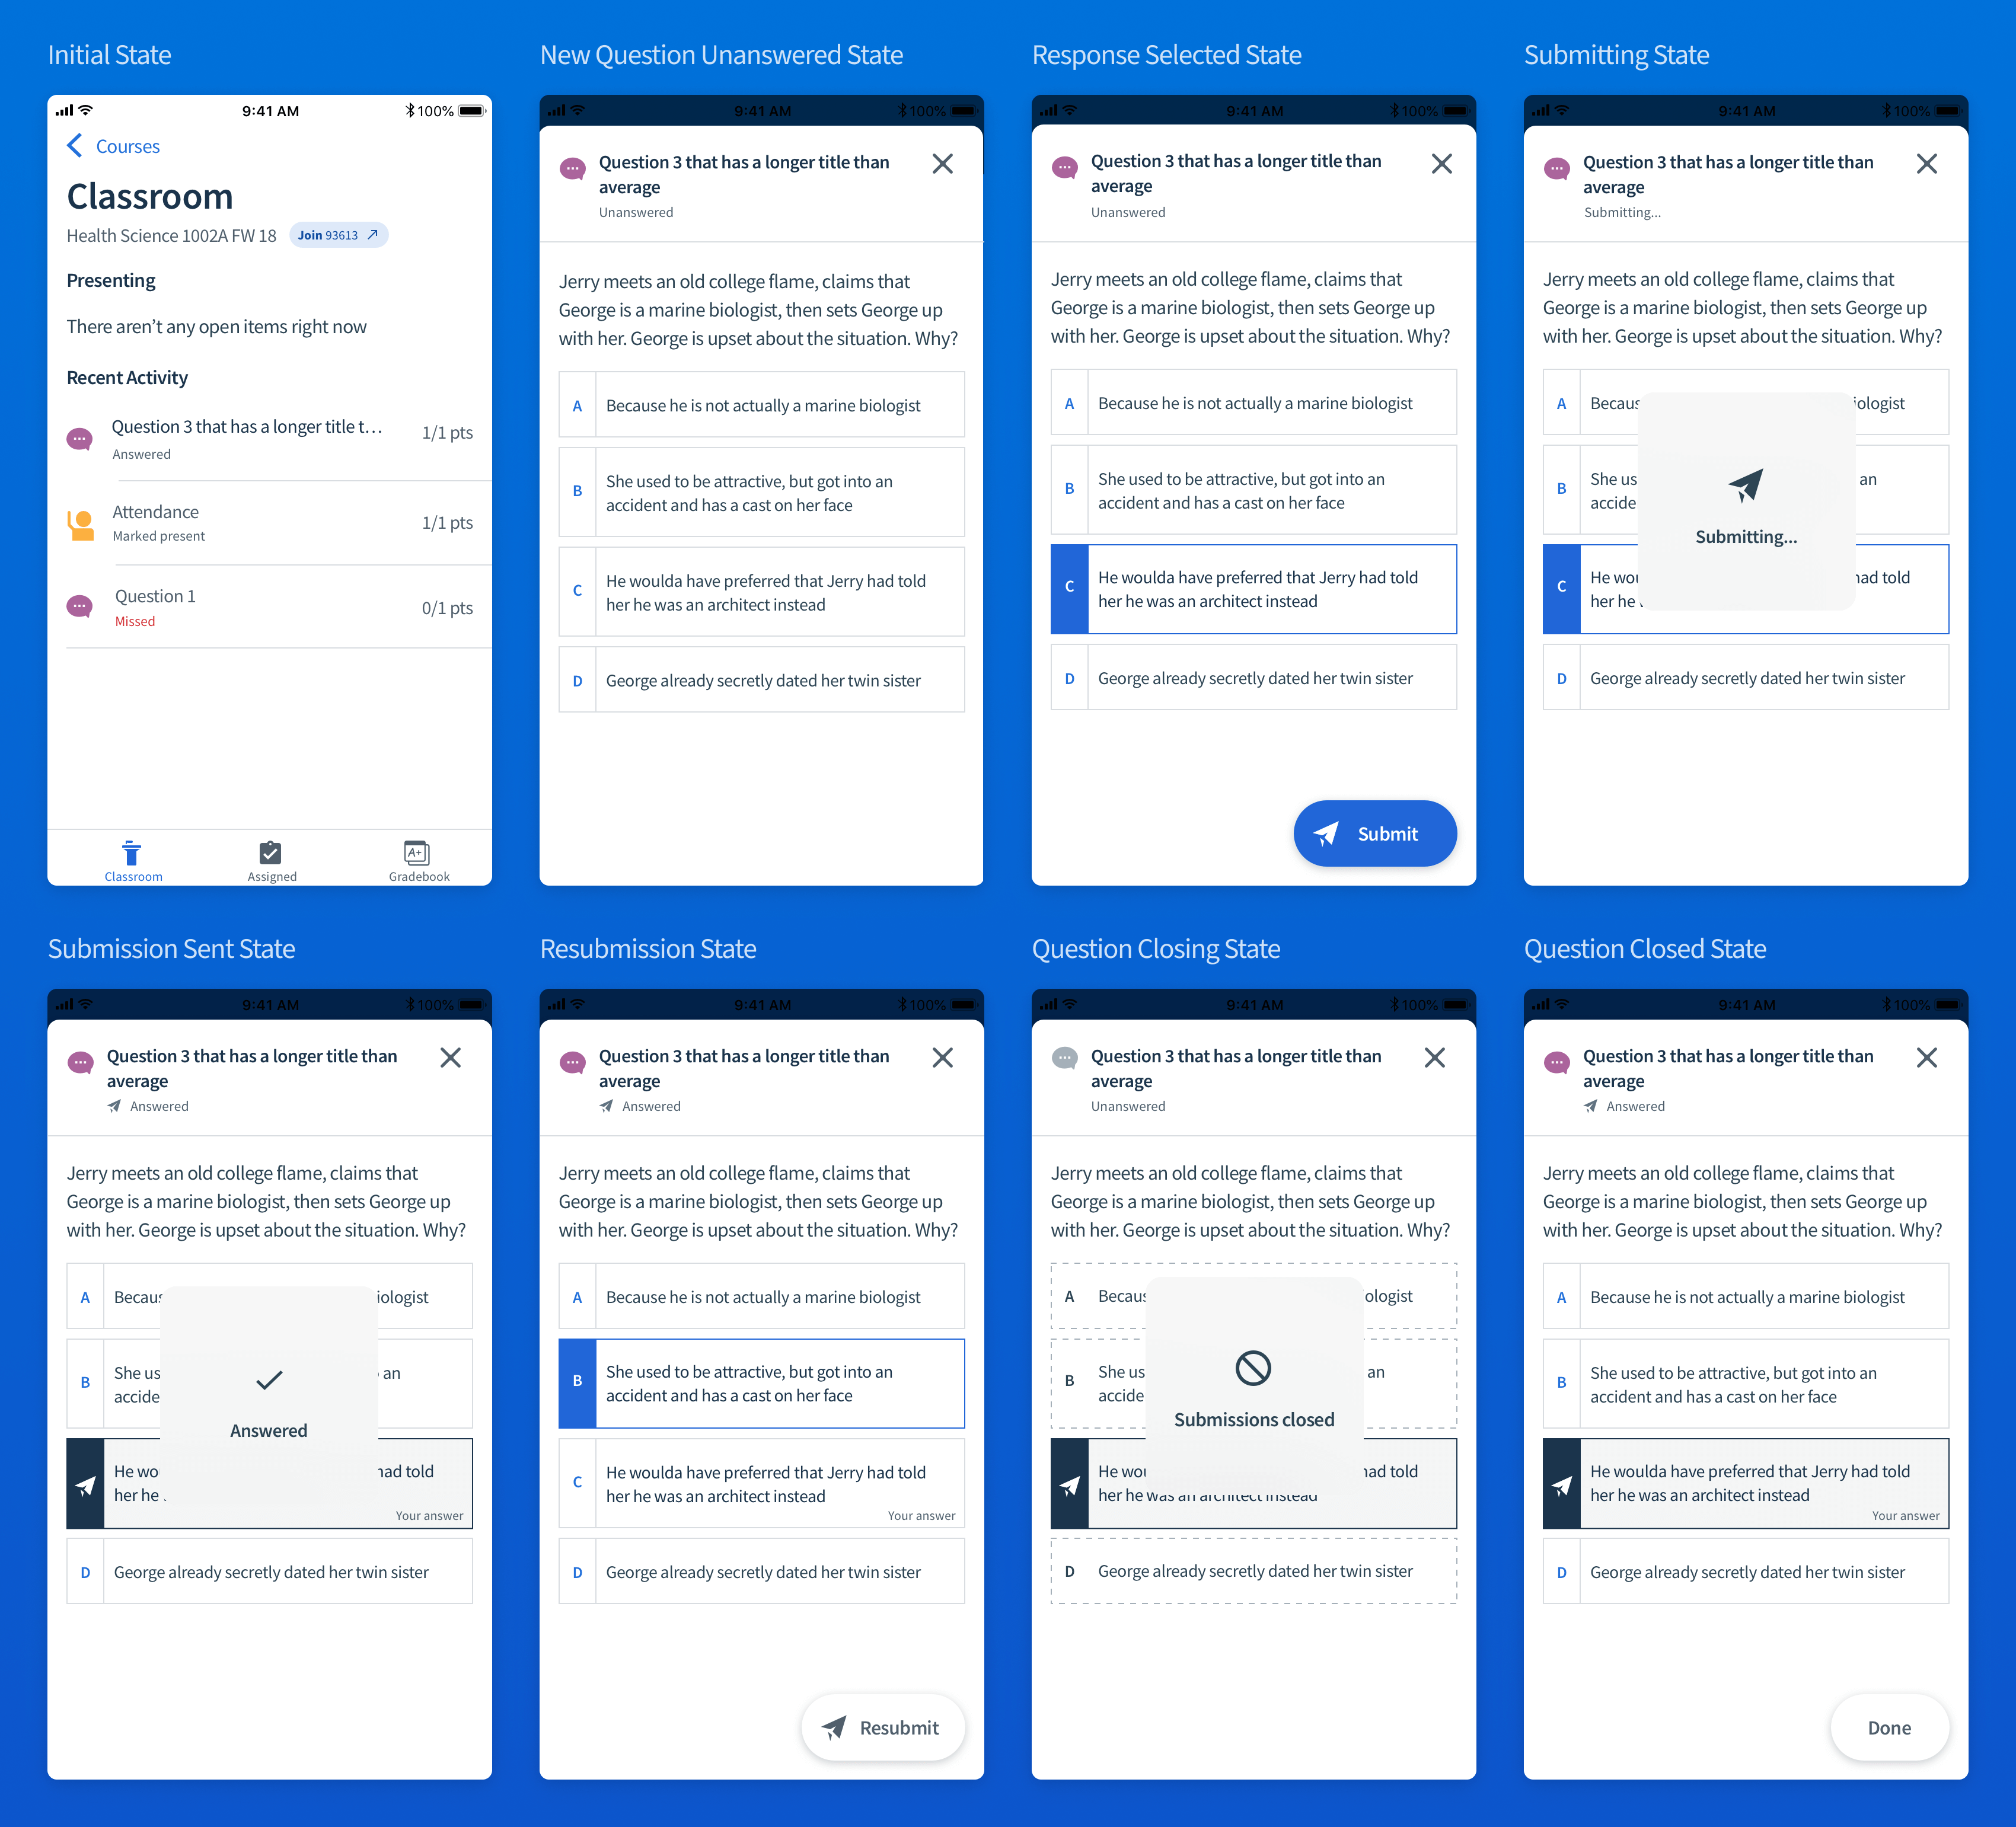 Initial State
9:41 AM
100%
Courses
Classroom
Health Science 1002A FW 18
Join 93613
Presenting
There aren't any open items right now
Recent Activity
Question 3 that has a longer title t...
1/1 pts
Answered
Attendance
1/1 pts
Marked present
Question 1
0/1 pts
Missed
Classroom
Assigned
A+
Gradebook
New Question Unanswered State
9:41 AM
100%
Question 3 that has a longer title than
average
Unanswered
Jerry meets an old college flame, claims that
George is a marine biologist, then sets George up
with her. George is upset about the situation. Why?
A Because he is not actually a marine biologist
B She used to be attractive, but got into an
accident and has a cast on her face
C He woulda have preferred that Jerry had told
her he was an architect instead
D George already secretly dated her twin sister
Response Selected State
9:41 AM
100%
Question 3 that has a longer title than
average
Unanswered
Jerry meets an old college flame, claims that
George is a marine biologist, then sets George up
with her. George is upset about the situation. Why?
A Because he is not actually a marine biologist
B She used to be attractive, but got into an
accident and has a cast on her face
C He woulda have preferred that Jerry had told
her he was an architect instead
D George already secretly dated her twin sister
Submit
Submitting State
9:41 AM
100%
Question 3 that has a longer title than
average
Submitting...
Jerry meets an old college flame, claims that
George is a marine biologist, then sets George up
with her. George is upset about the situation. Why?
A Becaus iologist
B She us an
accide
Submitting...
C He wou had told
her he
D George already secretly dated her twin sister
Submission Sent State
9:41 AM
100%
Question 3 that has a longer title than
average
Answered
Jerry meets an old college flame, claims that
George is a marine biologist, then sets George up
with her. George is upset about the situation. Why?
A Becaus iologist
B She us an
accide
Answered
He wo had told
her he
Your answer
D George already secretly dated her twin sister
Resubmission State
9:41 AM
100%
Question 3 that has a longer title than
average
Answered
Jerry meets an old college flame, claims that
George is a marine biologist, then sets George up
with her. George is upset about the situation. Why?
A Because he is not actually a marine biologist
B She used to be attractive, but got into an
accident and has a cast on her face
C He woulda have preferred that Jerry had told
her he was an architect instead
Your answer
D George already secretly dated her twin sister
Resubmit
Question Closing State
9:41 AM
100%
Question 3 that has a longer title than
average
Unanswered
Jerry meets an old college flame, claims that
George is a marine biologist, then sets George up
with her. George is upset about the situation. Why?
A Becaus ologist
B She us an
accide
Submissions closed
He wou had told
her he was an architect instead
D George already secretly dated her twin sister
Question Closed State
9:41 AM
100%
Question 3 that has a longer title than
average
Answered
Jerry meets an old college flame, claims that
George is a marine biologist, then sets George up
with her. George is upset about the situation. Why?
A Because he is not actually a marine biologist
B She used to be attractive, but got into an
accident and has a cast on her face
He woulda have preferred that Jerry had told
her he was an architect instead
Your answer
D George already secretly dated her twin sister
Done